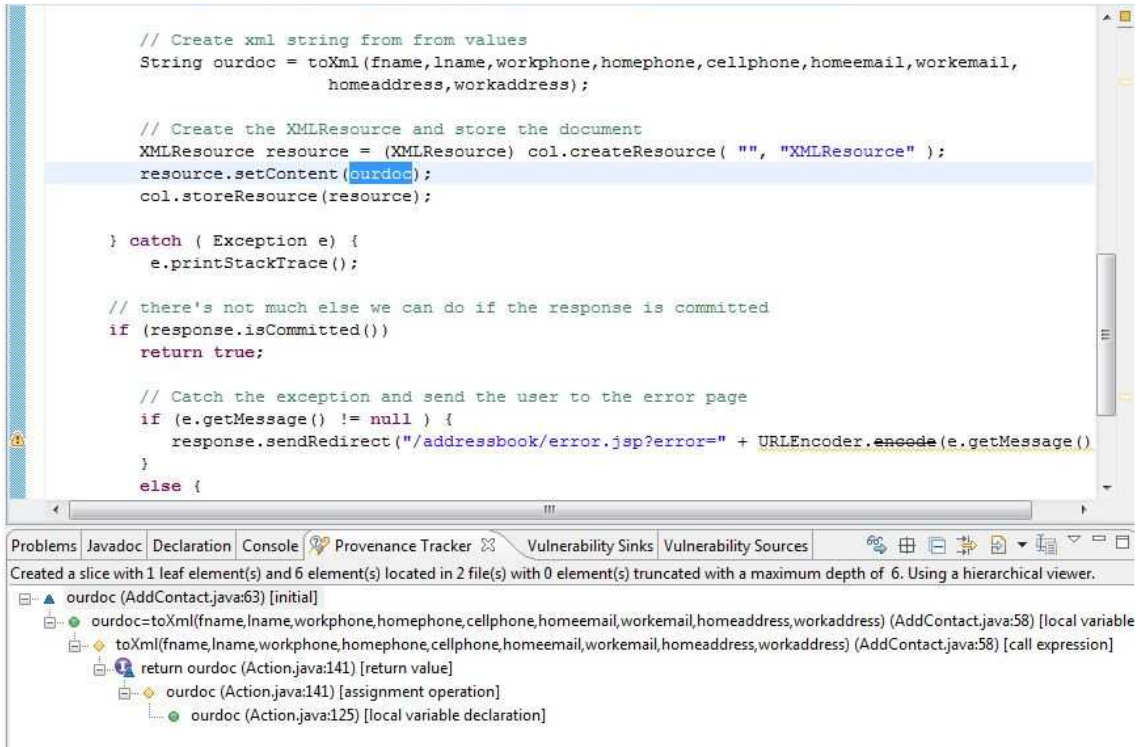 // Create xml string from from values
String ourdoc = toXml(fname,lname,workphone,homephone,cellphone,homeemail,workemail,
homeaddress,workaddress);
// Create the XMLResource and store the document
XMLResource resource = (XMLResource) col.createResource( "", "XMLResource" );
resource.setContent(ourdoc);
col.storeResource(resource);
} catch ( Exception e) {
e.printStackTrace();
// there's not much else we can do if the response is committed
if (response.isCommitted())
return true;
// Catch the exception and send the user to the error page
if (e.getMessage() != null ) {
response.sendRedirect("/addressbook/error.jsp?error=" + URLEncoder.encode(e.getMessage()
}
else {
Problems Javadoc Declaration Console Provenance Tracker Vulnerability Sinks Vulnerability Sources
Created a slice with 1 leaf element(s) and 6 element(s) located in 2 file(s) with 0 element(s) truncated with a maximum depth of 6. Using a hierarchical viewer.
ourdoc (AddContact.java:63) [initial]
ourdoc=toXml(fname,lname,workphone,homephone,cellphone,homeemail,workemail,homeaddress,workaddress) (AddContact.java:58) [local variable
toXml(fname,lname,workphone,homephone,cellphone,homeemail,workemail,homeaddress,workaddress) (AddContact.java:58) [call expression]
return ourdoc (Action.java:141) [return value]
ourdoc (Action.java:141) [assignment operation]
ourdoc (Action.java:125) [local variable declaration]